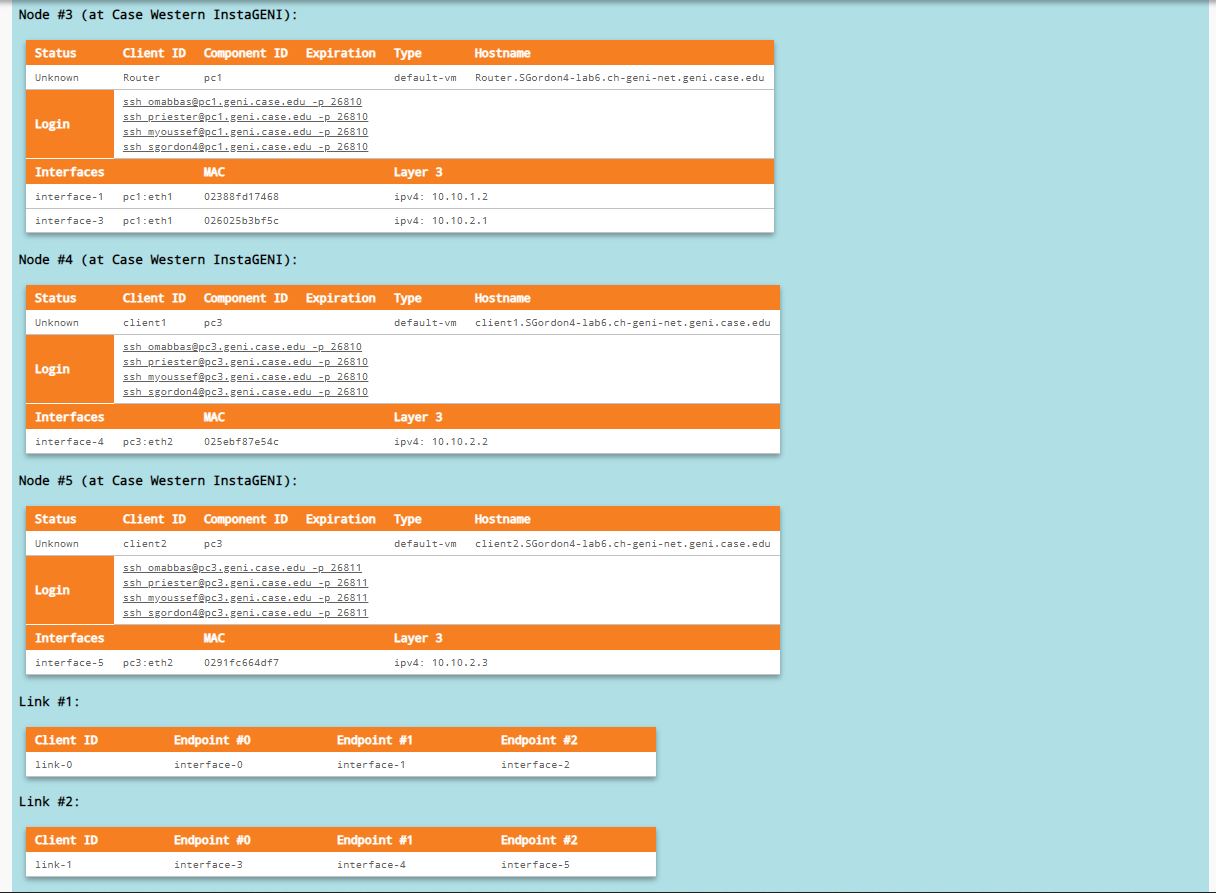 Node #3 (at Case Western InstaGENI):
Status Client ID Component ID Expiration Type Hostname
Unknown Router pc1 default-vm Router.SGordon4-lab6.ch-geni-net.geni.case.edu
Login
ssh omabbas@pc1.geni.case.edu -p 26810
ssh priester@pc1.geni.case.edu -p 26810
ssh myoussef@pc1.geni.case.edu -p 26810
ssh sgordon4@pc1.geni.case.edu -p 26810
Interfaces MAC Layer 3
interface-1 pc1:eth1 02388fd17468 ipv4: 10.10.1.2
interface-3 pc1:eth1 026025b3bf5c ipv4: 10.10.2.1
Node #4 (at Case Western InstaGENI):
Status Client ID Component ID Expiration Type Hostname
Unknown client1 pc3 default-vm client1.SGordon4-lab6.ch-geni-net.geni.case.edu
Login
ssh omabbas@pc3.geni.case.edu -p 26810
ssh priester@pc3.geni.case.edu -p 26810
ssh myoussef@pc3.geni.case.edu -p 26810
ssh sgordon4@pc3.geni.case.edu -p 26810
Interfaces MAC Layer 3
interface-4 pc3:eth2 025ebf87e54c ipv4: 10.10.2.2
Node #5 (at Case Western InstaGENI):
Status Client ID Component ID Expiration Type Hostname
Unknown client2 pc3 default-vm client2.SGordon4-lab6.ch-geni-net.geni.case.edu
Login
ssh omabbas@pc3.geni.case.edu -p 26811
ssh priester@pc3.geni.case.edu -p 26811
ssh myoussef@pc3.geni.case.edu -p 26811
ssh sgordon4@pc3.geni.case.edu -p 26811
Interfaces MAC Layer 3
interface-5 pc3:eth2 0291fc664df7 ipv4: 10.10.2.3
Link #1:
Client ID Endpoint #0 Endpoint #1 Endpoint #2
link-0 interface-0 interface-1 interface-2
Link #2:
Client ID Endpoint #0 Endpoint #1 Endpoint #2
link-1 interface-3 interface-4 interface-5